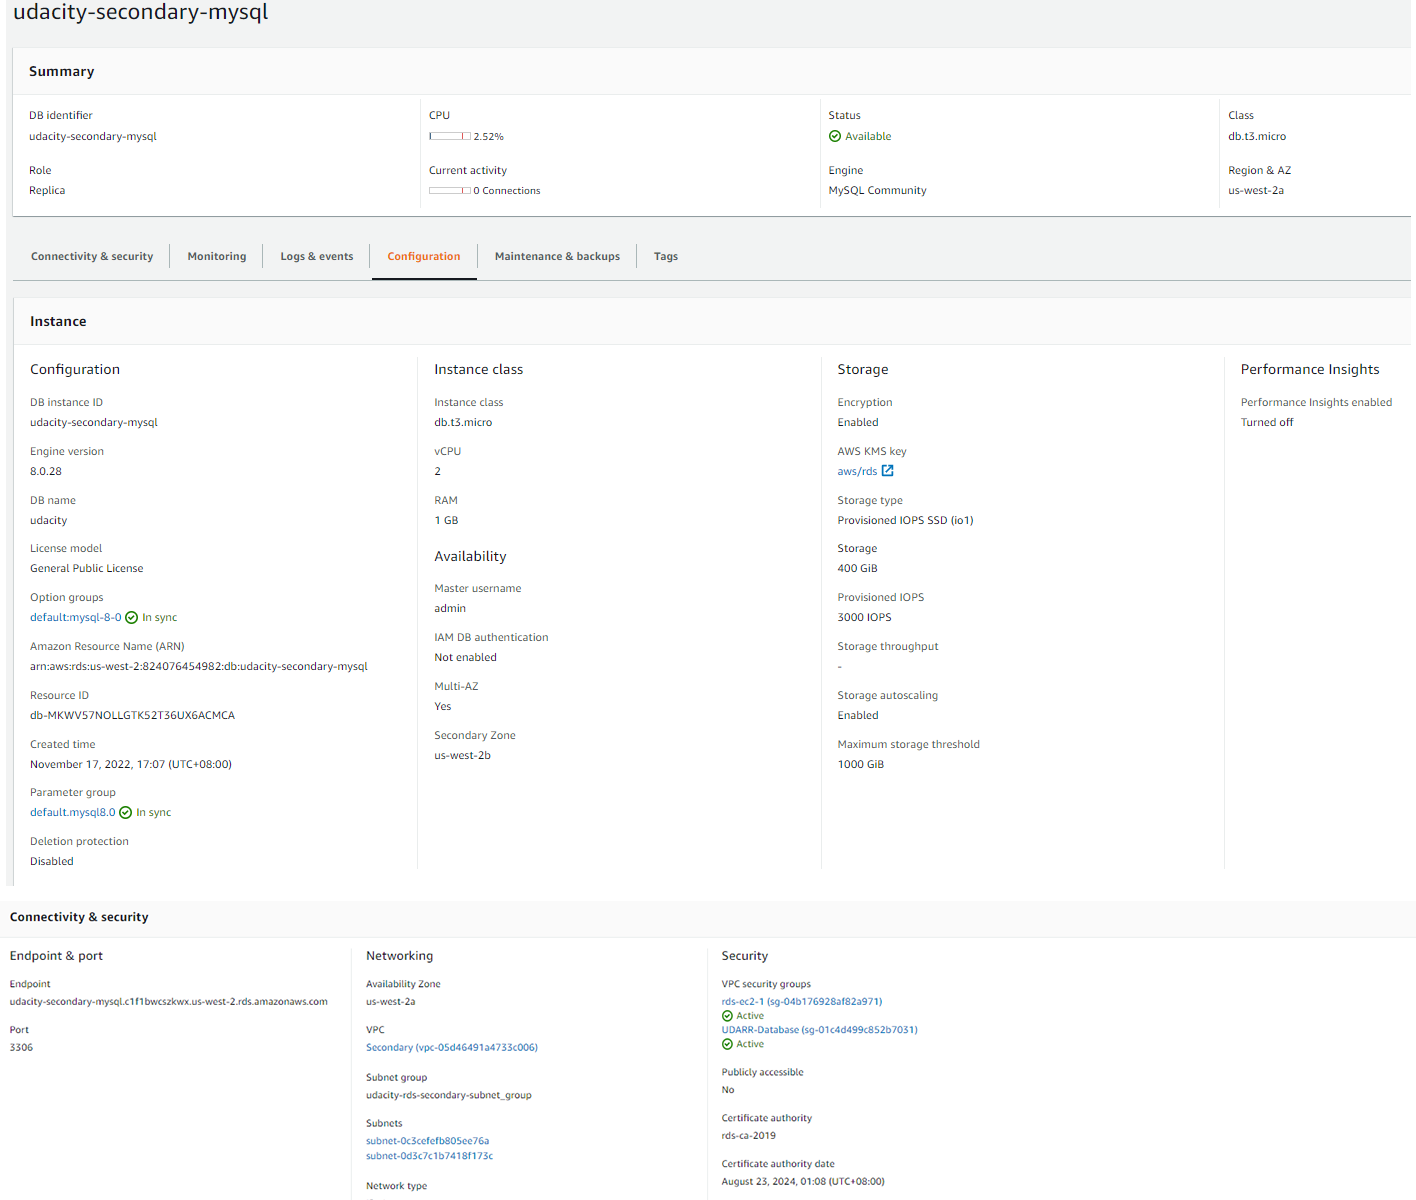 udacity-secondary-mysql
Summary
DB identifier
udacity-secondary-mysql
CPU
2.52%
Status
Available
Class
db.t3.micro
Role
Replica
Current activity
0 Connections
Engine
MySQL Community
Region & AZ
us-west-2a
Connectivity & security
Monitoring
Logs & events
Configuration
Maintenance & backups
Tags
Instance
Configuration
DB instance ID
udacity-secondary-mysql
Engine version
8.0.28
DB name
udacity
License model
General Public License
Option groups
default:mysql-8-0 In sync
Amazon Resource Name (ARN)
arn:aws:rds:us-west-2:824076454982:db:udacity-secondary-mysql
Resource ID
db-MKWV57NOLLGTK52T36UX6ACMCA
Created time
November 17, 2022, 17:07 (UTC+08:00)
Parameter group
default.mysql8.0 In sync
Deletion protection
Disabled
Instance class
Instance class
db.t3.micro
vCPU
2
RAM
1 GB
Availability
Master username
admin
IAM DB authentication
Not enabled
Multi-AZ
Yes
Secondary Zone
us-west-2b
Storage
Encryption
Enabled
AWS KMS key
aws/rds
Storage type
Provisioned IOPS SSD (io1)
Storage
400 GiB
Provisioned IOPS
3000 IOPS
Storage throughput
-
Storage autoscaling
Enabled
Maximum storage threshold
1000 GiB
Performance Insights
Performance Insights enabled
Turned off
Connectivity & security
Endpoint & port
Endpoint
udacity-secondary-mysql.c1f1bwcszkwx.us-west-2.rds.amazonaws.com
Port
3306
Networking
Availability Zone
us-west-2a
VPC
Secondary (vpc-05d46491a4733c006)
Subnet group
udacity-rds-secondary-subnet_group
Subnets
subnet-0c3cefefb805ee76a
subnet-0d3c7c1b7418f173c
Network type
Security
VPC security groups
rds-ec2-1 (sg-04b176928af82a971)
Active
UDARR-Database (sg-01c4d499c852b7031)
Active
Publicly accessible
No
Certificate authority
rds-ca-2019
Certificate authority date
August 23, 2024, 01:08 (UTC+08:00)